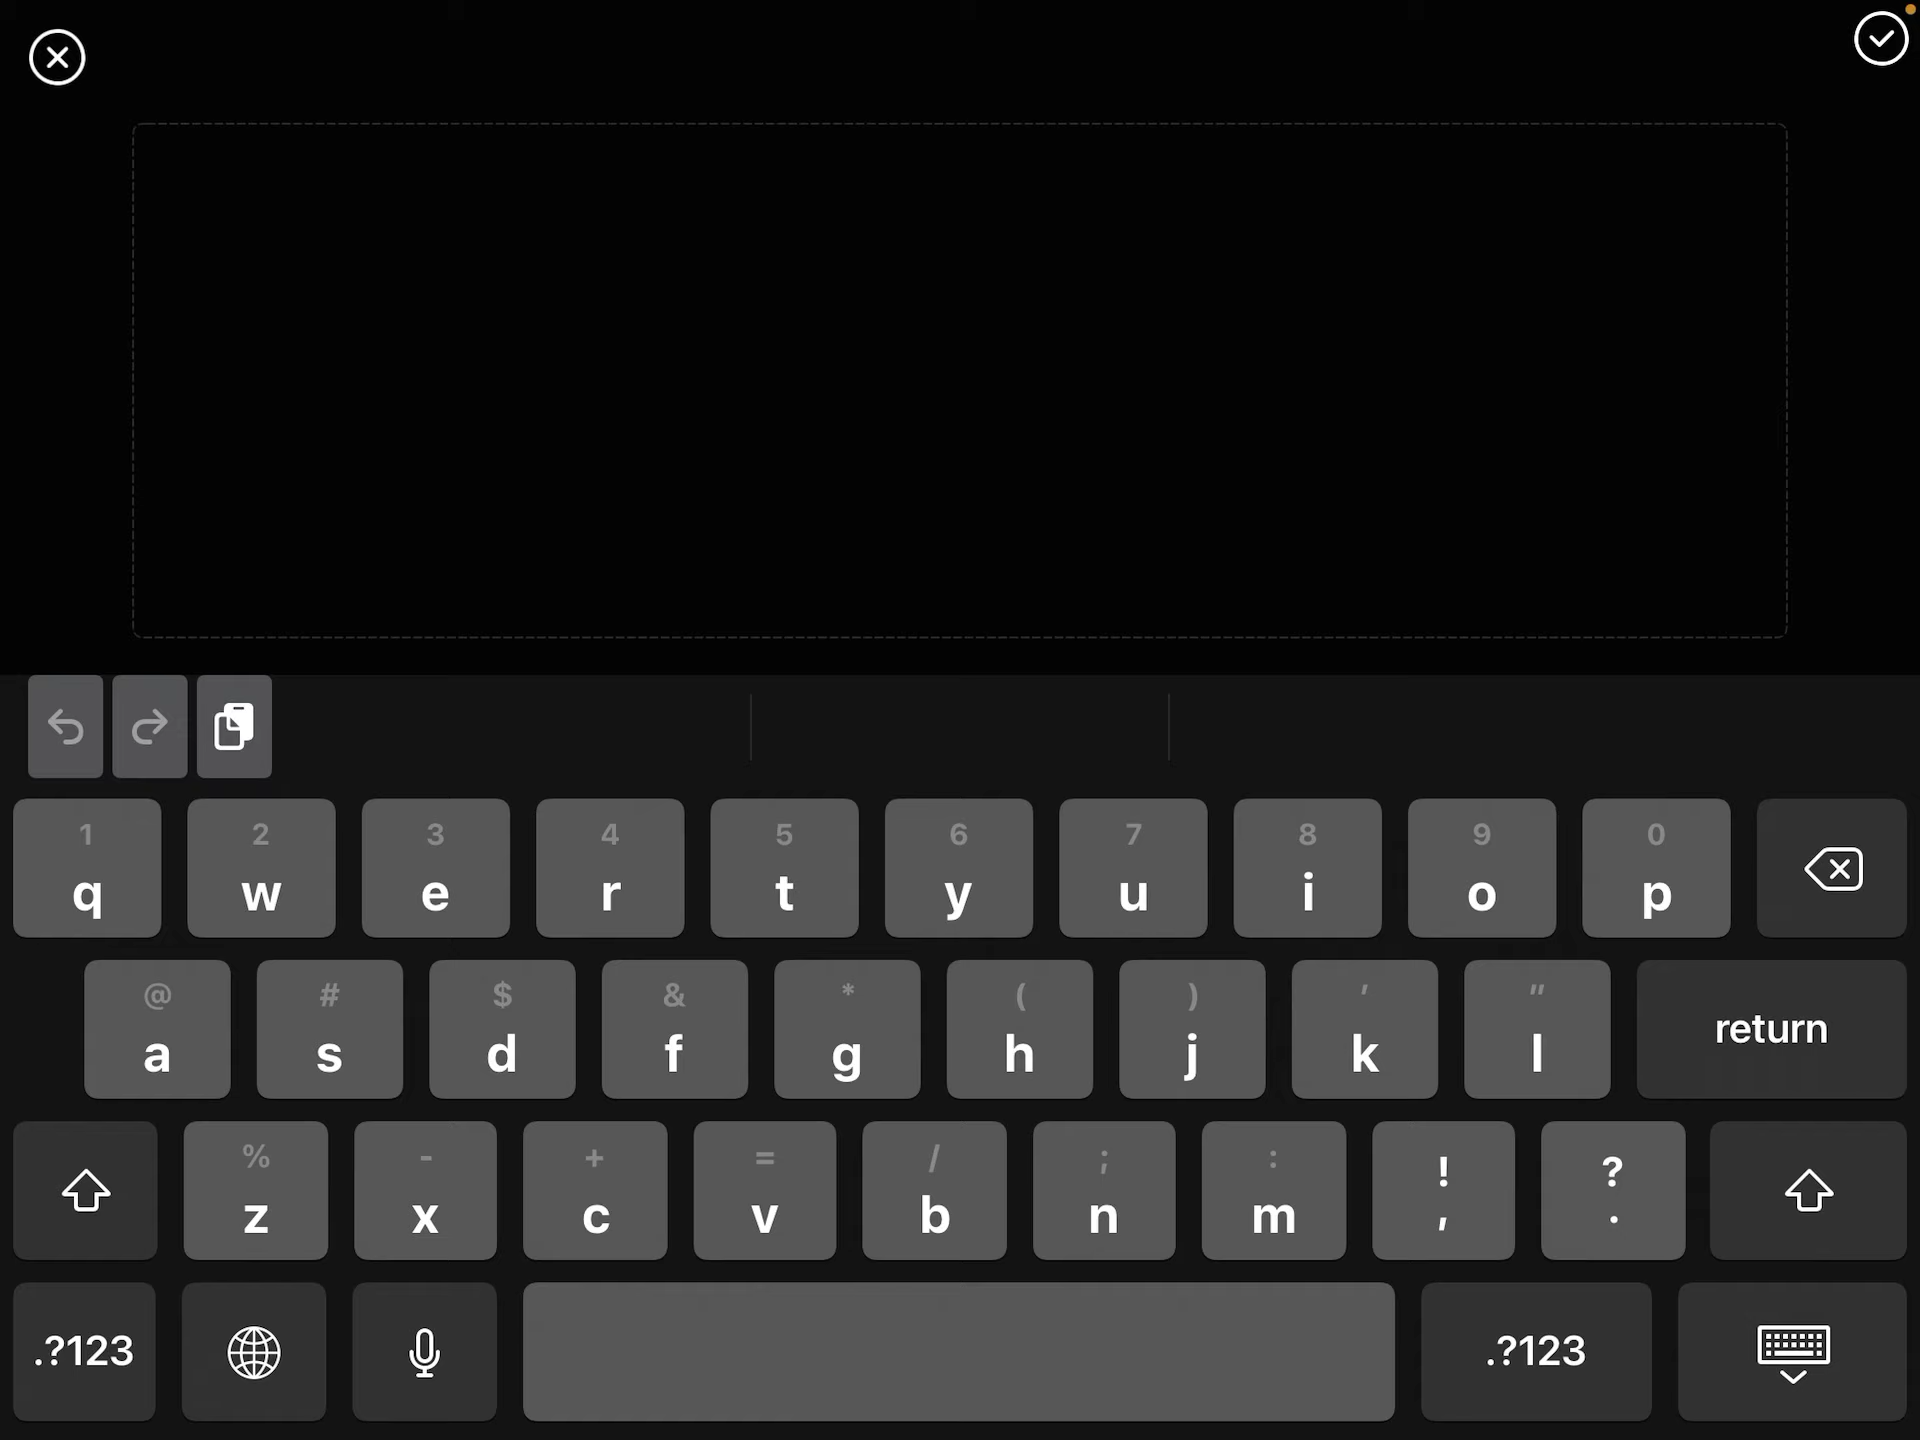 1 2 3 4 5 6 7 8 9 0
q w e r t y u i o p
@ # $ & * ( ) ' "
a s d f g h j k l return
% - + = / ; : ! ?
z x c v b n m , .
.?123 .?123